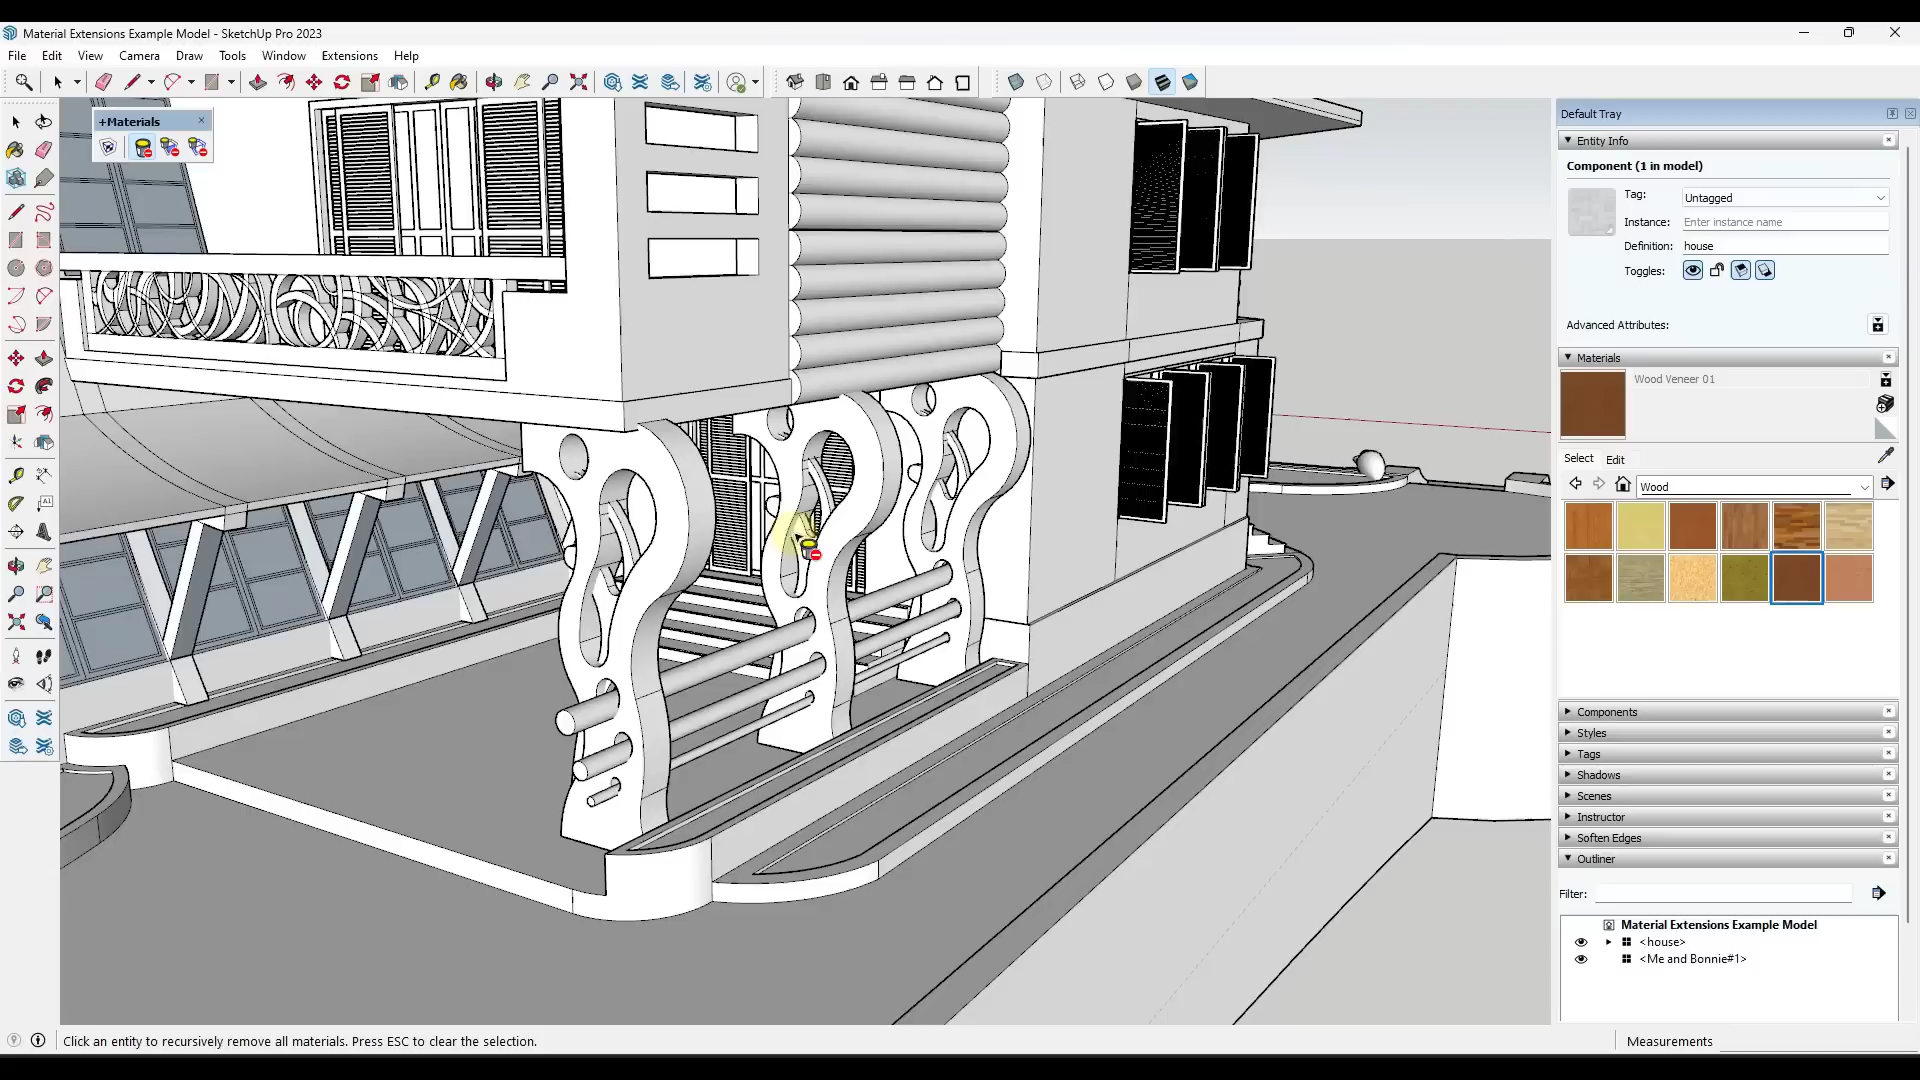 Material Extensions Example Model - SketchUp Pro 2023
File Edit View Camera Draw Tools Window Extensions Help
+Materials
Default Tray
Entity Info
Component (1 in model)
Tag: Untagged
Instance: Enter instance name
Definition: house
Toggles:
Advanced Attributes:
Materials
Wood Veneer 01
Select Edit
Wood
Components
Styles
Tags
Shadows
Scenes
Instructor
Soften Edges
Outliner
Filter:
Material Extensions Example Model
<house>
<Me and Bonnie#1>
Click an entity to recursively remove all materials. Press ESC to clear the selection.
Measurements